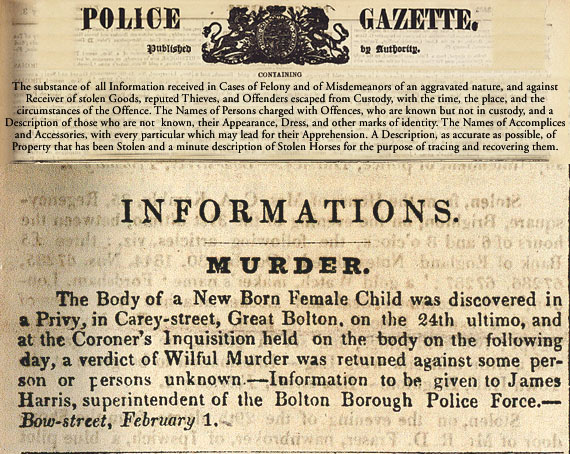 POLICE GAZETTE.
Published by Authority.
CONTAINING
The substance of all Information received in Cases of Felony and of Misdemeanors of an aggravated nature, and against
Receiver of stolen Goods, reputed Thieves, and Offenders escaped from Custody, with the time, the place, and the
circumstances of the Offence. The Names of Persons charged with Offences, who are known but not in custody, and a
Description of those who are not known, their Appearance, Dress, and other marks of identity. The Names of Accomplices
and Accessories, with every particular which may lead for their Apprehension. A Description, as accurate as possible, of
Property that has been Stolen and a minute description of Stolen Horses for the purpose of tracing and recovering them.
INFORMATIONS.
MURDER.
The Body of a New Born Female Child was discovered in
a Privy, in Carey-street, Great Bolton, on the 24th ultimo, and
at the Coroner's Inquisition held on the body on the following
day, a verdict of Wilful Murder was returned against some per-
son or persons unknown.—Information to be given to James
Harris, superintendent of the Bolton Borough Police Force.—
Bow-street, February 1.